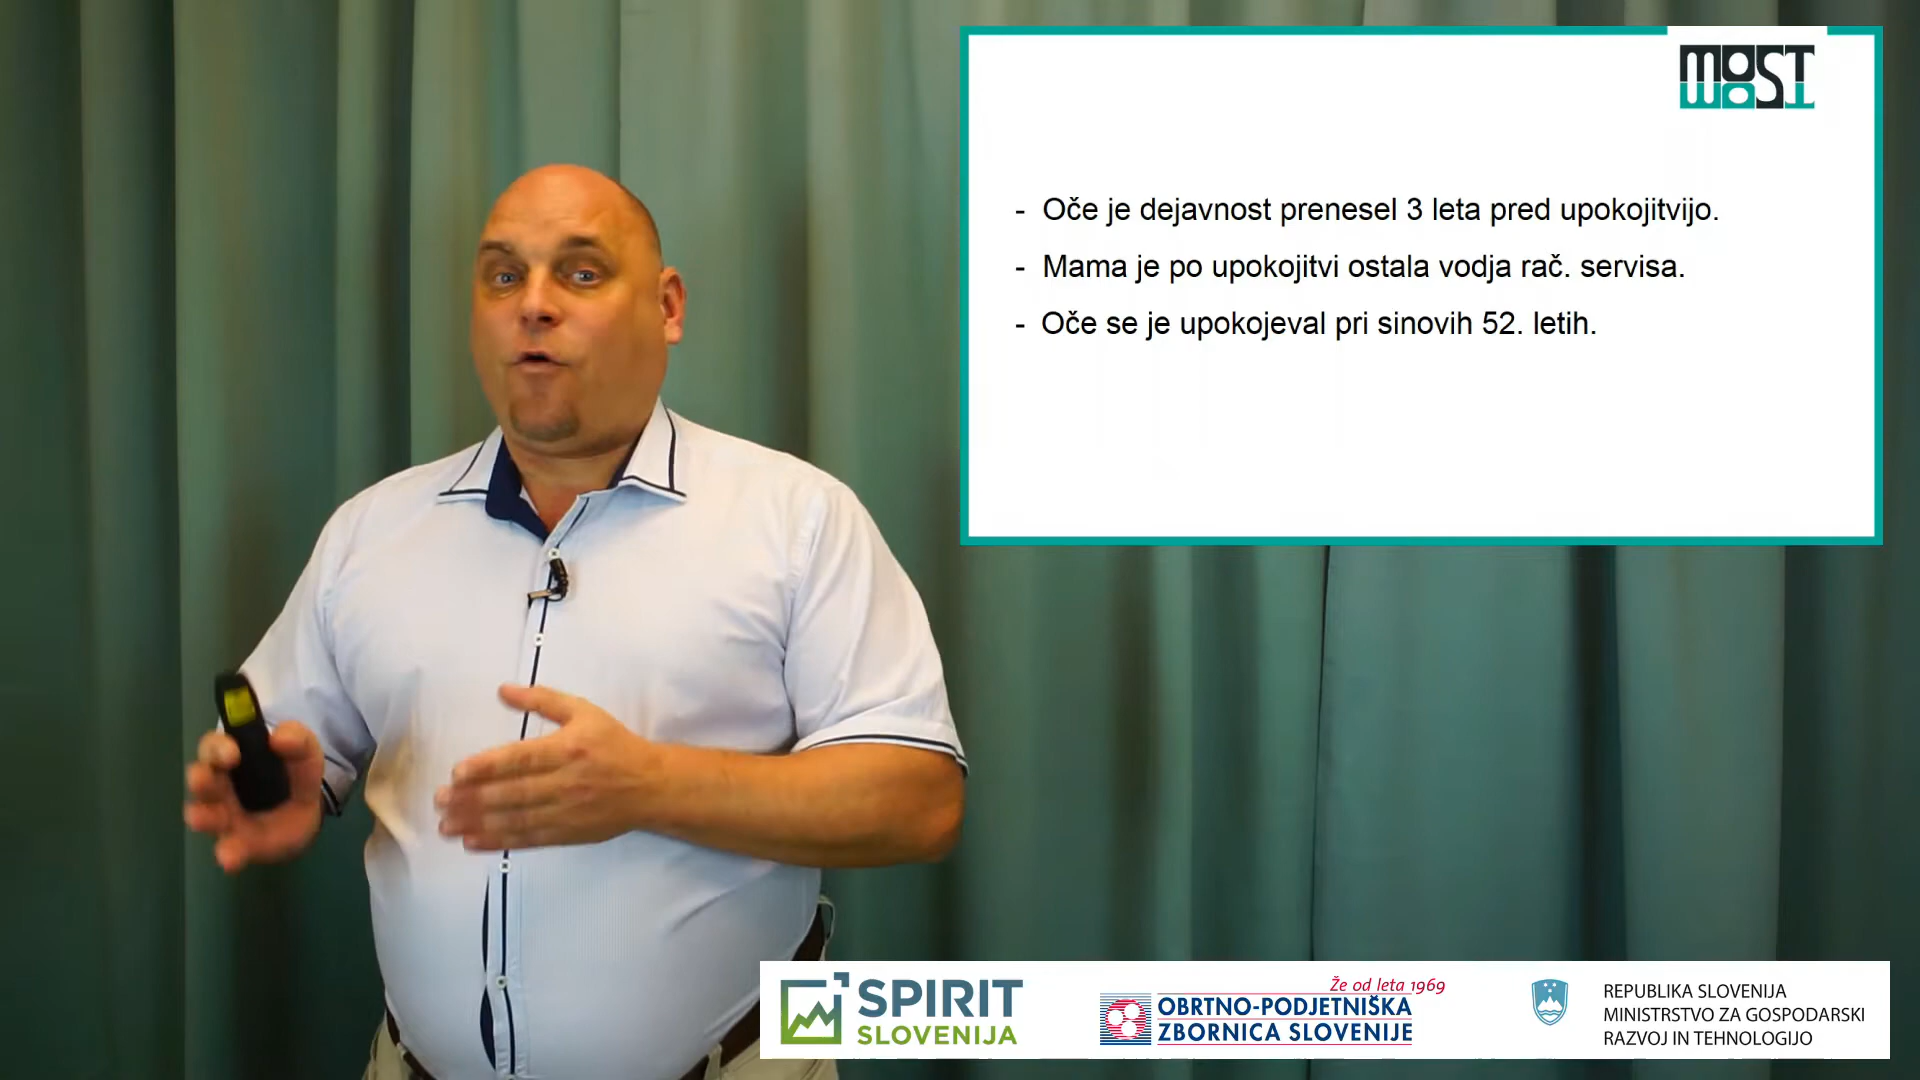 MOST
- Oče je dejavnost prenesel 3 leta pred upokojitvijo.
- Mama je po upokojitvi ostala vodja rač. servisa.
- Oče se je upokojeval pri sinovih 52. letih.
SPIRIT
SLOVENIJA
Že od leta 1969
OBRTNO-PODJETNIŠKA
ZBORNICA SLOVENIJE
REPUBLIKA SLOVENIJA
MINISTRSTVO ZA GOSPODARSKI
RAZVOJ IN TEHNOLOGIJO